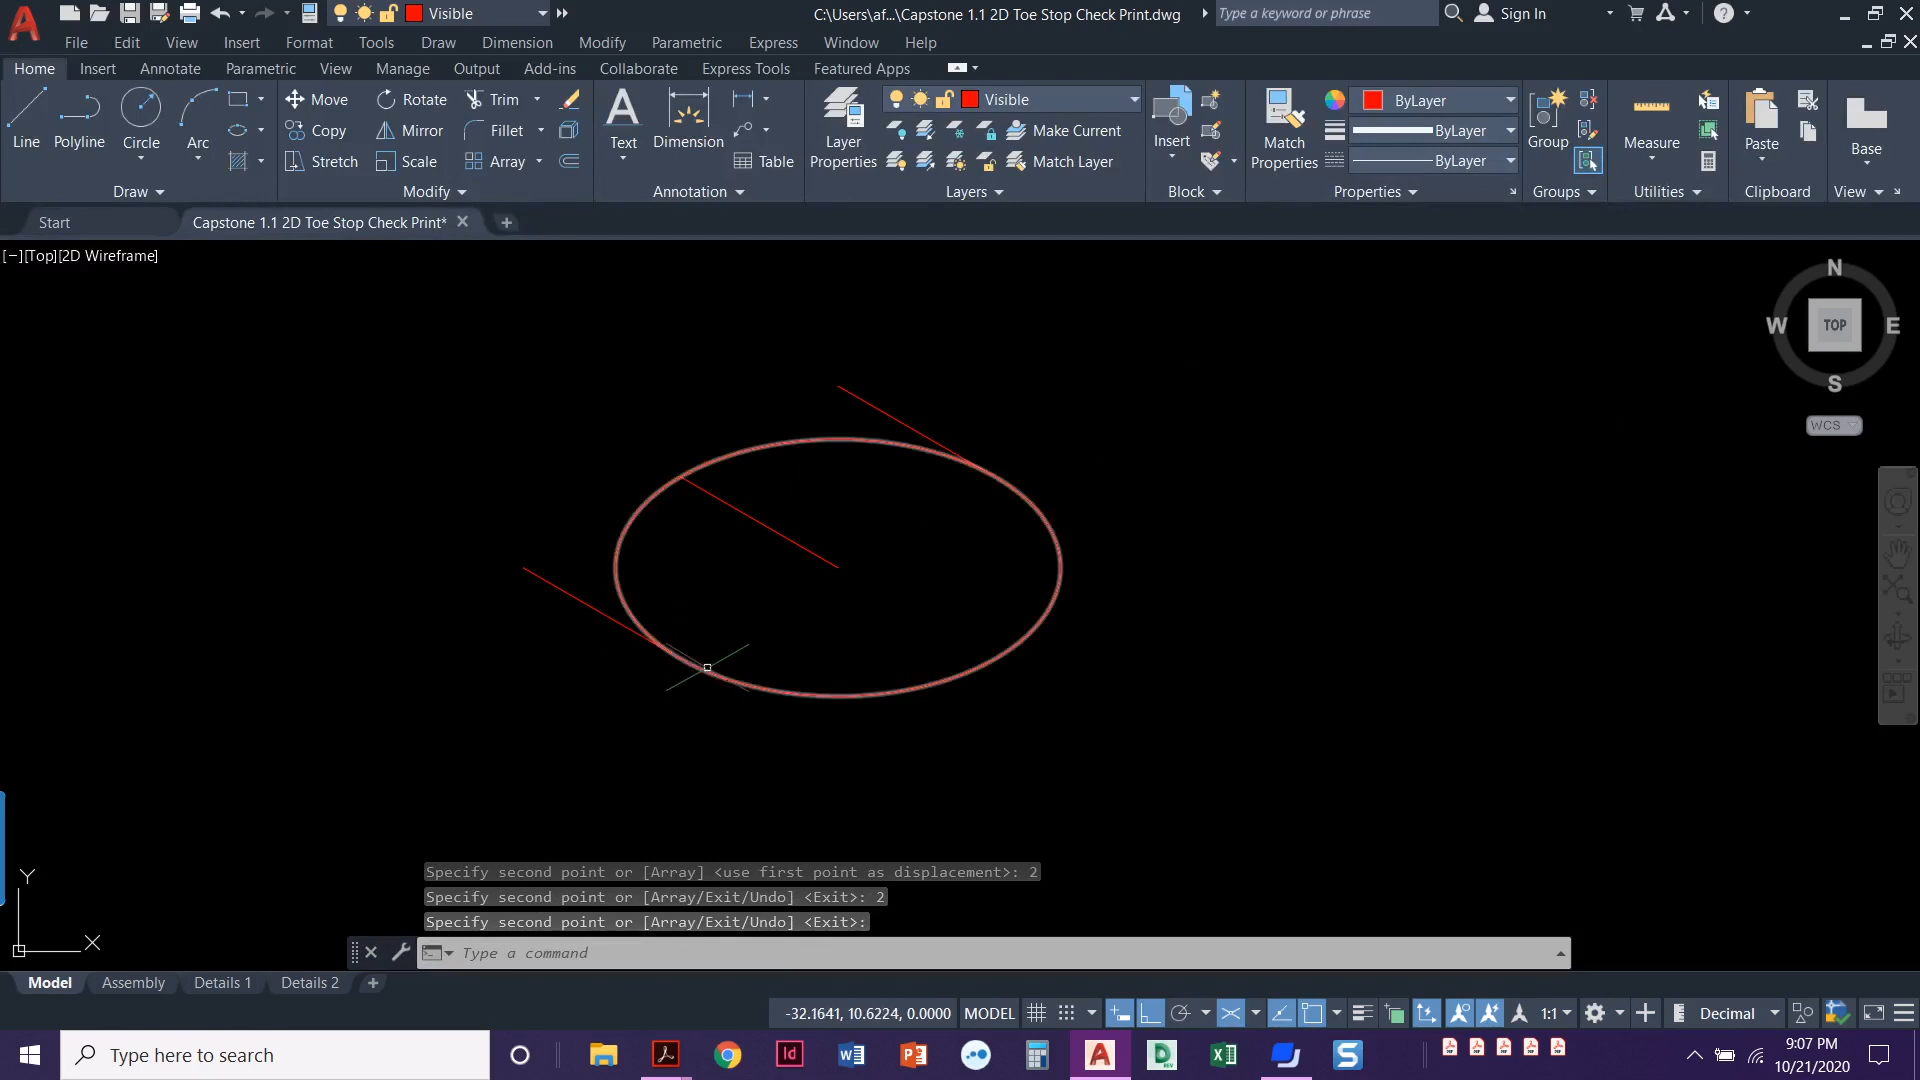 Visible
C:\Users\af...\Capstone 1.1 2D Toe Stop Check Print.dwg
Type a keyword or phrase
Sign In
File Edit View Insert Format Tools Draw Dimension Modify Parametric Express Window Help
Home Insert Annotate Parametric View Manage Output Add-ins Collaborate Express Tools Featured Apps
Line Polyline Circle Arc
Move Rotate Trim
Copy Mirror Fillet
Stretch Scale Array
Text Dimension Table
Layer Properties
Visible
Make Current
Match Layer
Insert
Match Properties
ByLayer
ByLayer
ByLayer
Group
Measure
Paste
Base
Draw Modify Annotation Layers Block Properties Groups Utilities Clipboard View
Start Capstone 1.1 2D Toe Stop Check Print*
[−][Top][2D Wireframe]
N
W TOP E
S
WCS
Y
X
Specify second point or [Array] <use first point as displacement>: 2
Specify second point or [Array/Exit/Undo] <Exit>: 2
Specify second point or [Array/Exit/Undo] <Exit>:
Type a command
Model Assembly Details 1 Details 2
-32.1641, 10.6224, 0.0000 MODEL 1:1 Decimal
Type here to search
9:07 PM
10/21/2020